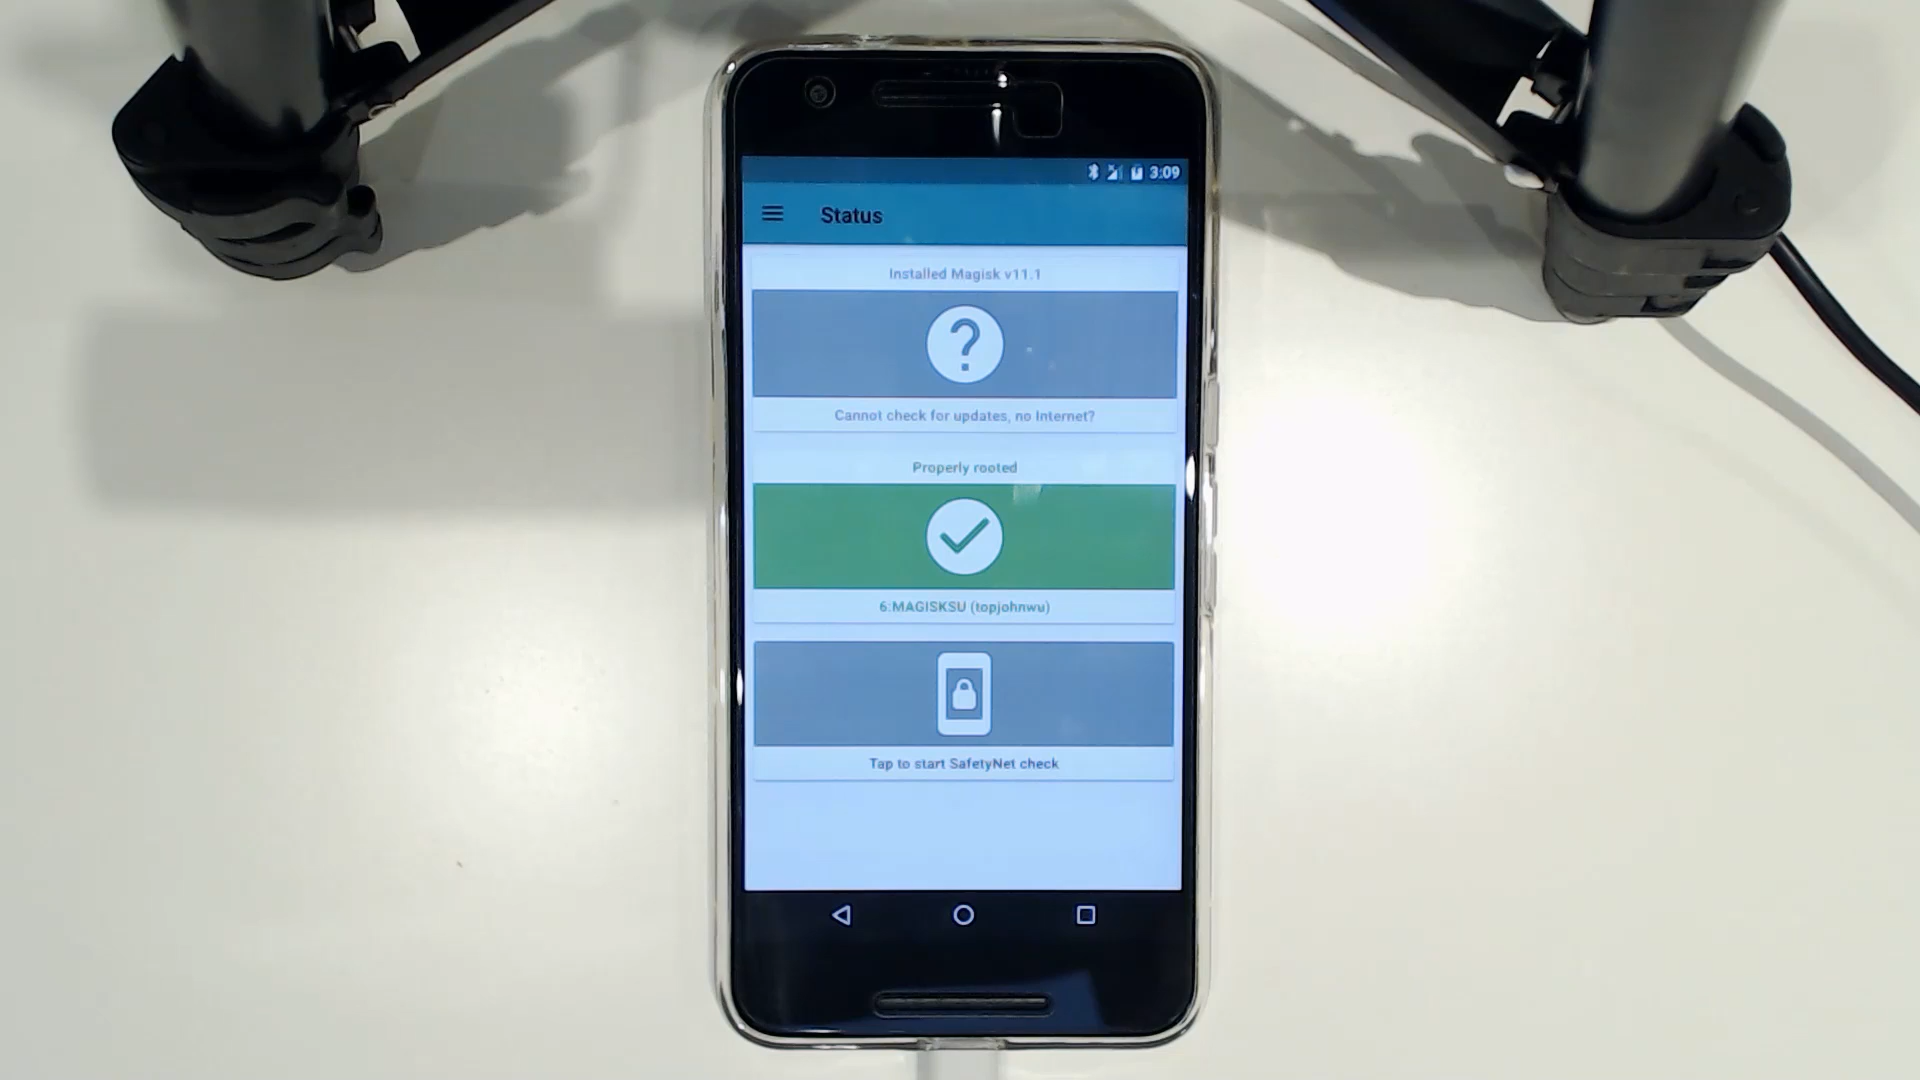 3:09
Status
Installed Magisk v11.1
?
Cannot check for updates, no Internet?
Properly rooted
6:MAGISKSU (topjohnwu)
Tap to start SafetyNet check